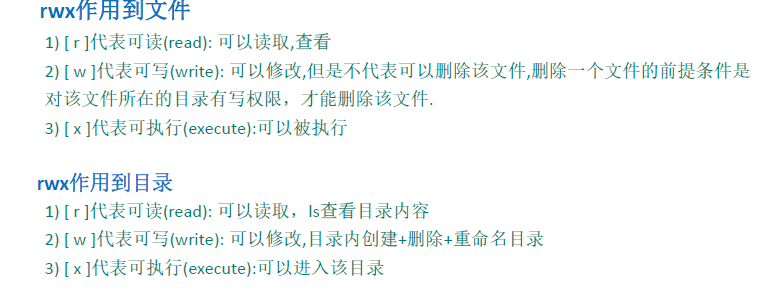 rwx作用到文件
1) [ r ]代表可读(read): 可以读取,查看
2) [ w ]代表可写(write): 可以修改,但是不代表可以删除该文件,删除一个文件的前提条件是
对该文件所在的目录有写权限，才能删除该文件.
3) [ x ]代表可执行(execute):可以被执行
rwx作用到目录
1) [ r ]代表可读(read): 可以读取，ls查看目录内容
2) [ w ]代表可写(write): 可以修改,目录内创建+删除+重命名目录
3) [ x ]代表可执行(execute):可以进入该目录